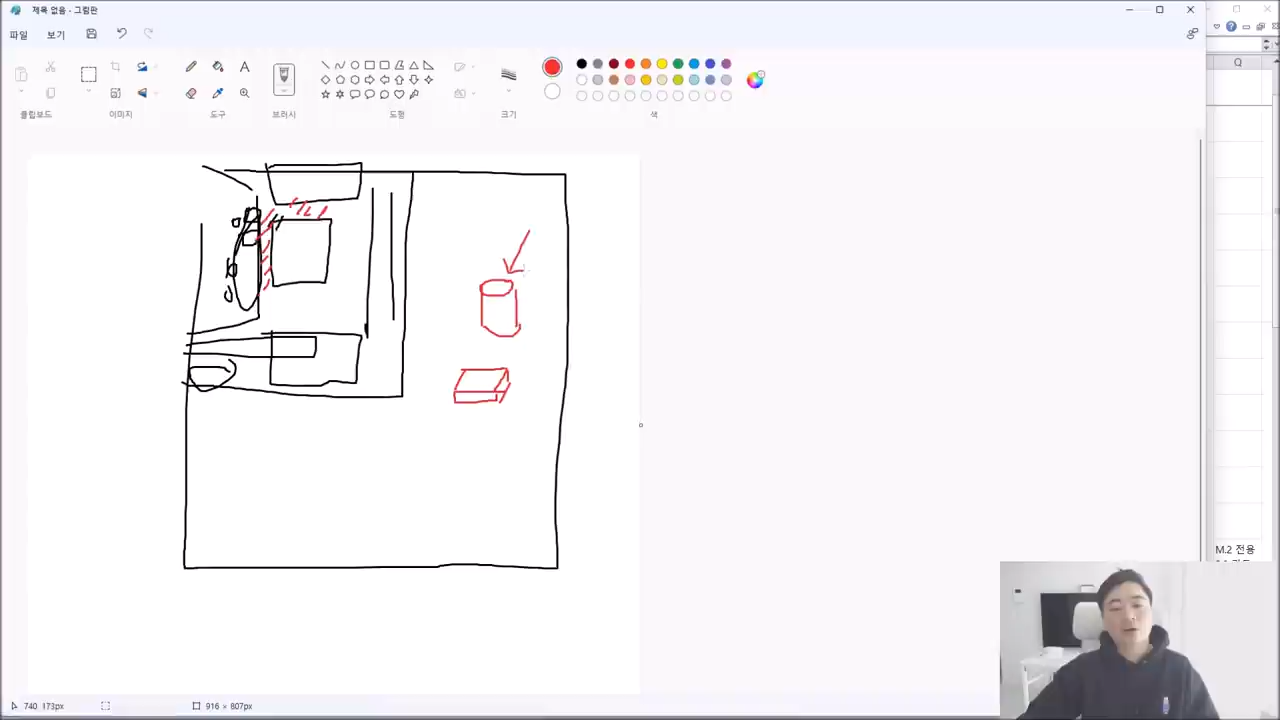 제목 없음 - 그림판
파일 보기
클립보드
이미지
도구
브러시
도형
크기
색
Q
M.2 전용
740 173px
916 × 807px